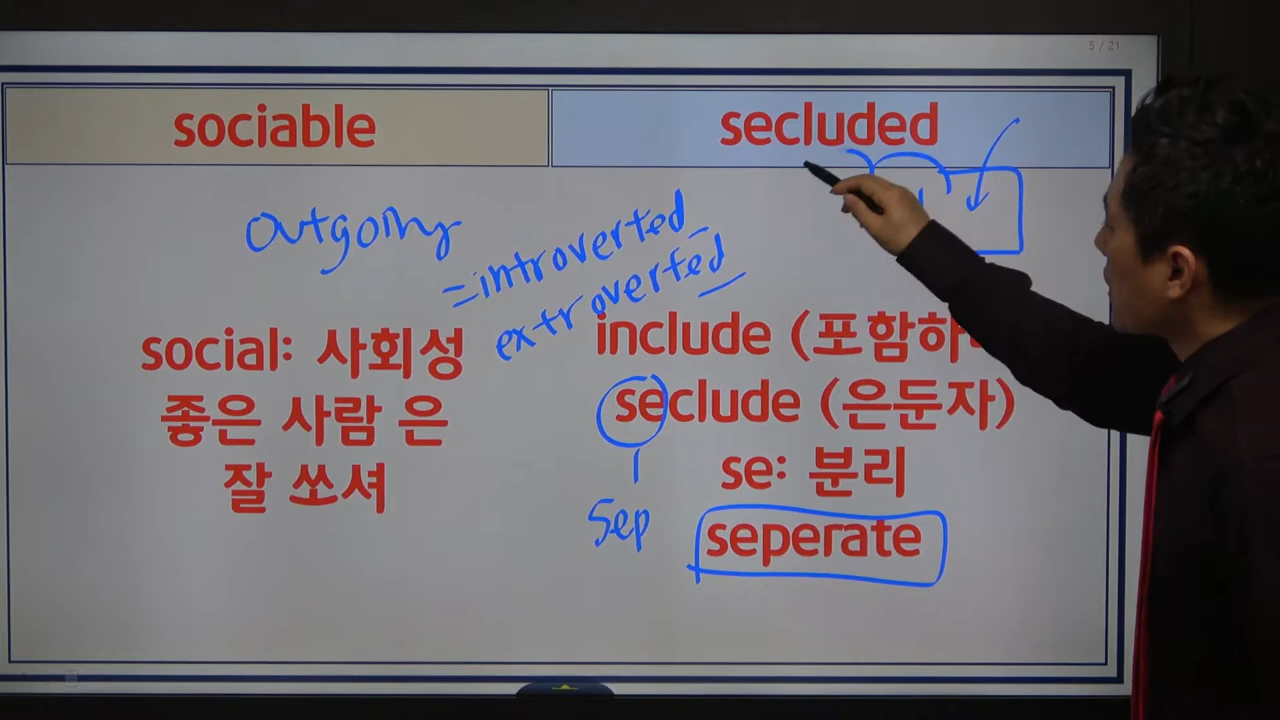 5 / 21
sociable
secluded
outgoing
=introverted
extroverted
social: 사회성
좋은 사람 은
잘 쏘셔
include (포함하
seclude (은둔자)
se: 분리
Sep
seperate